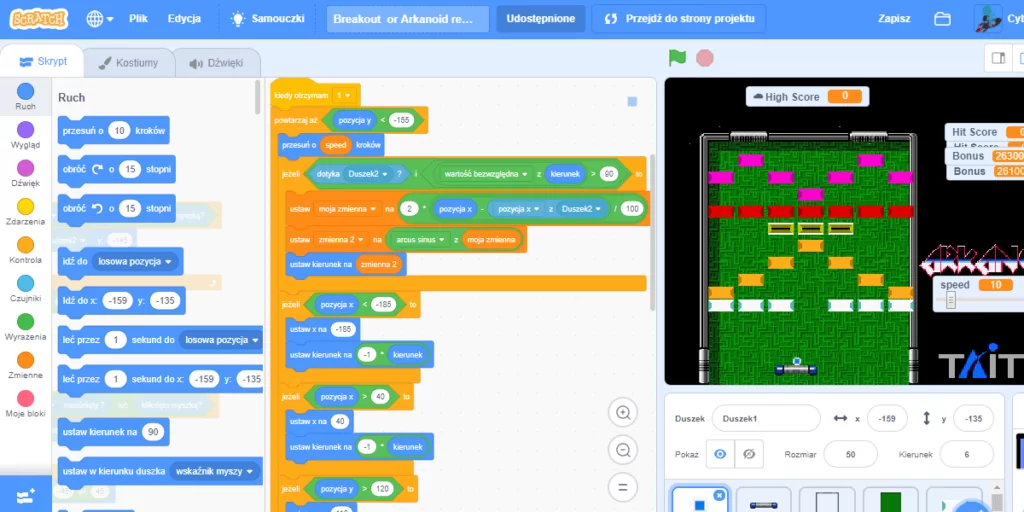 SCRATCH
Plik
Edycja
Samouczki
Breakout or Arkanoid re...
Udostępnione
Przejdź do strony projektu
Zapisz
Cyb
Skrypt
Kostiumy
Dźwięki
Ruch
Wygląd
Dźwięk
Zdarzenia
Kontrola
Czujniki
Wyrażenia
Zmienne
Moje bloki
Ruch
przesuń o 10 kroków
obróć o 15 stopni
obróć o 15 stopni
idź do losowa pozycja
Idź do x: -159 y: -135
leć przez 1 sekund do losowa pozycja
leć przez 1 sekund do x: -159 y: -135
ustaw kierunek na 90
ustaw w kierunku duszka wskaźnik myszy
kiedy otrzymam 1
powtarzaj aż pozycja y < -155
przesuń o speed kroków
jeżeli dotyka Duszek2 ? i wartość bezwzględna z kierunek > 90 to
ustaw moja zmienna na 2 * pozycja x - pozycja x z Duszek2 / 100
ustaw zmienna 2 na arcus sinus z moja zmienna
ustaw kierunek na zmienna 2
jeżeli pozycja x < -185 to
ustaw x na -185
ustaw kierunek na -1 * kierunek
jeżeli pozycja x > 40 to
ustaw x na 40
ustaw kierunek na -1 * kierunek
jeżeli pozycja y > 120 to
High Score 0
Hit Score
Hit Score
Bonus 26300
Bonus 26100
ARKAN
speed 10
TAIT
Duszek Duszek1 x -159 y -135
Pokaż Rozmiar 50 Kierunek 6